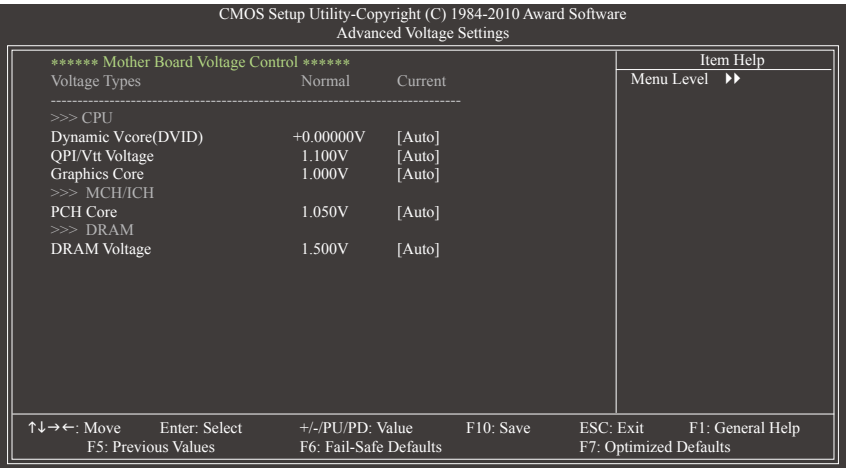 CMOS Setup Utility-Copyright (C) 1984-2010 Award Software
Advanced Voltage Settings
****** Mother Board Voltage Control ******
Item Help
Voltage Types Normal Current
Menu Level ▶▶
--------------------------------------------------------------------------------
>>> CPU
Dynamic Vcore(DVID) +0.00000V [Auto]
QPI/Vtt Voltage 1.100V [Auto]
Graphics Core 1.000V [Auto]
>>> MCH/ICH
PCH Core 1.050V [Auto]
>>> DRAM
DRAM Voltage 1.500V [Auto]
↑↓→←: Move Enter: Select +/-/PU/PD: Value F10: Save ESC: Exit F1: General Help
F5: Previous Values F6: Fail-Safe Defaults F7: Optimized Defaults